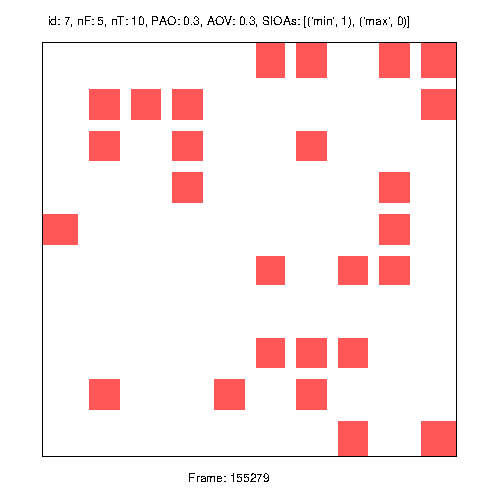 id: 7, nF: 5, nT: 10, PAO: 0.3, AOV: 0.3, SIOAs: [('min', 1), ('max', 0)]
Frame: 155279